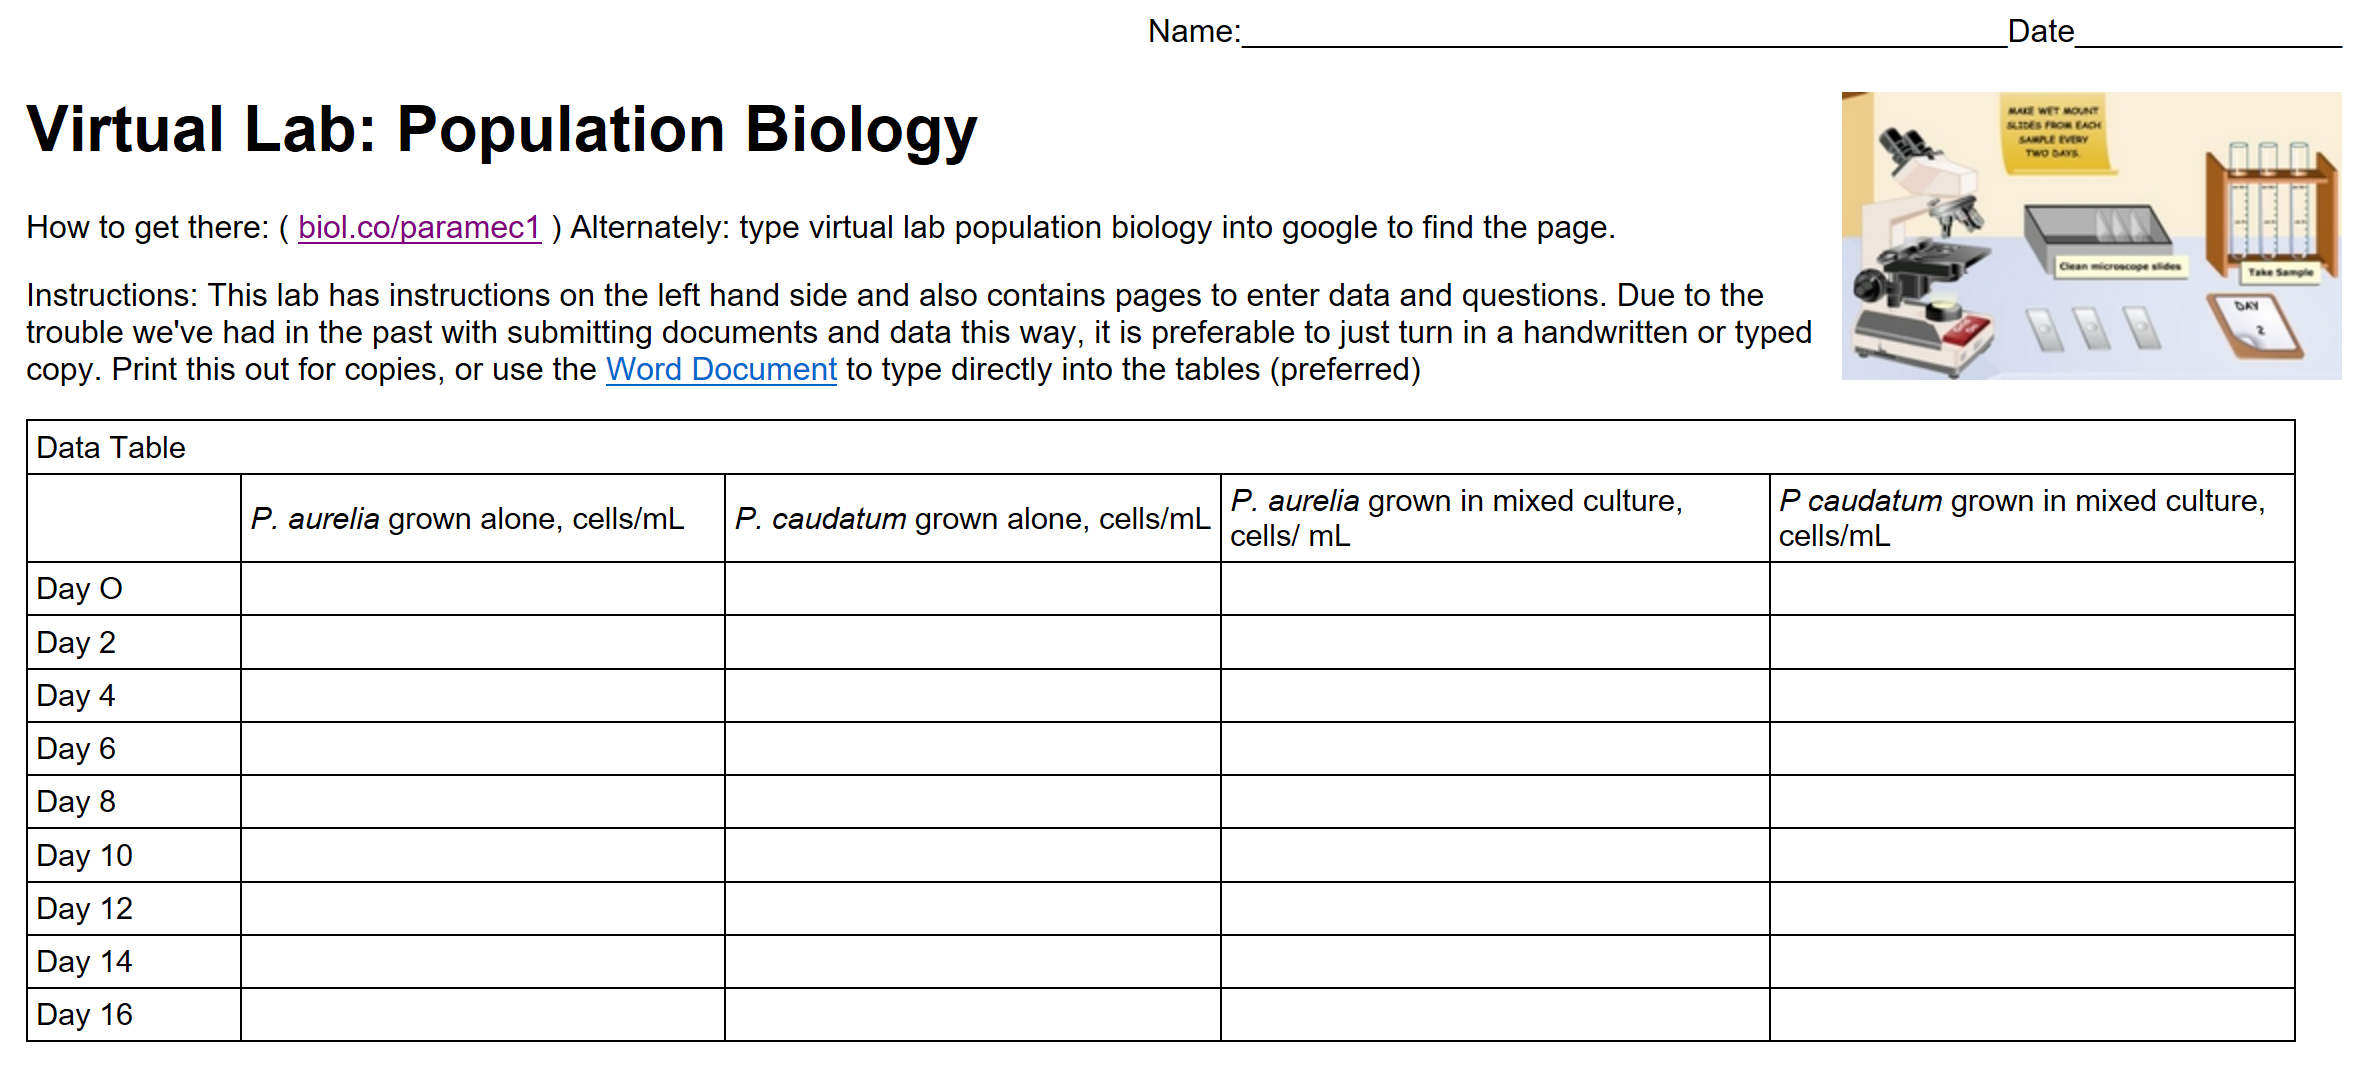 Name:___________________________________________Date_______________
Virtual Lab: Population Biology
MAKE WET MOUNT
SLIDES FROM EACH
SAMPLE EVERY
TWO DAYS.
Clean microscope slides
Take Sample
DAY
2
How to get there: ( biol.co/paramec1 ) Alternately: type virtual lab population biology into google to find the page.
Instructions: This lab has instructions on the left hand side and also contains pages to enter data and questions. Due to the
trouble we've had in the past with submitting documents and data this way, it is preferable to just turn in a handwritten or typed
copy. Print this out for copies, or use the Word Document to type directly into the tables (preferred)
Data Table
P. aurelia grown alone, cells/mL
P. caudatum grown alone, cells/mL
P. aurelia grown in mixed culture,
cells/ mL
P caudatum grown in mixed culture,
cells/mL
Day O
Day 2
Day 4
Day 6
Day 8
Day 10
Day 12
Day 14
Day 16